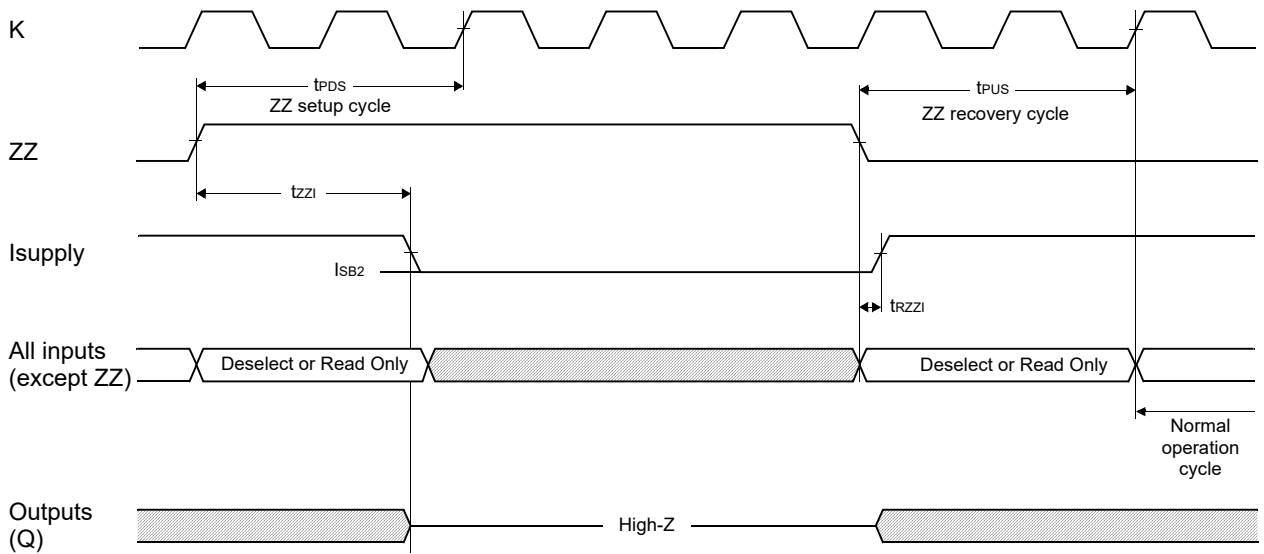 K
tPDS
ZZ setup cycle
tPUS
ZZ recovery cycle
ZZ
tZZI
Isupply
ISB2
tRZZI
All inputs
(except ZZ)
Deselect or Read Only
Deselect or Read Only
Normal
operation
cycle
Outputs
(Q)
High-Z